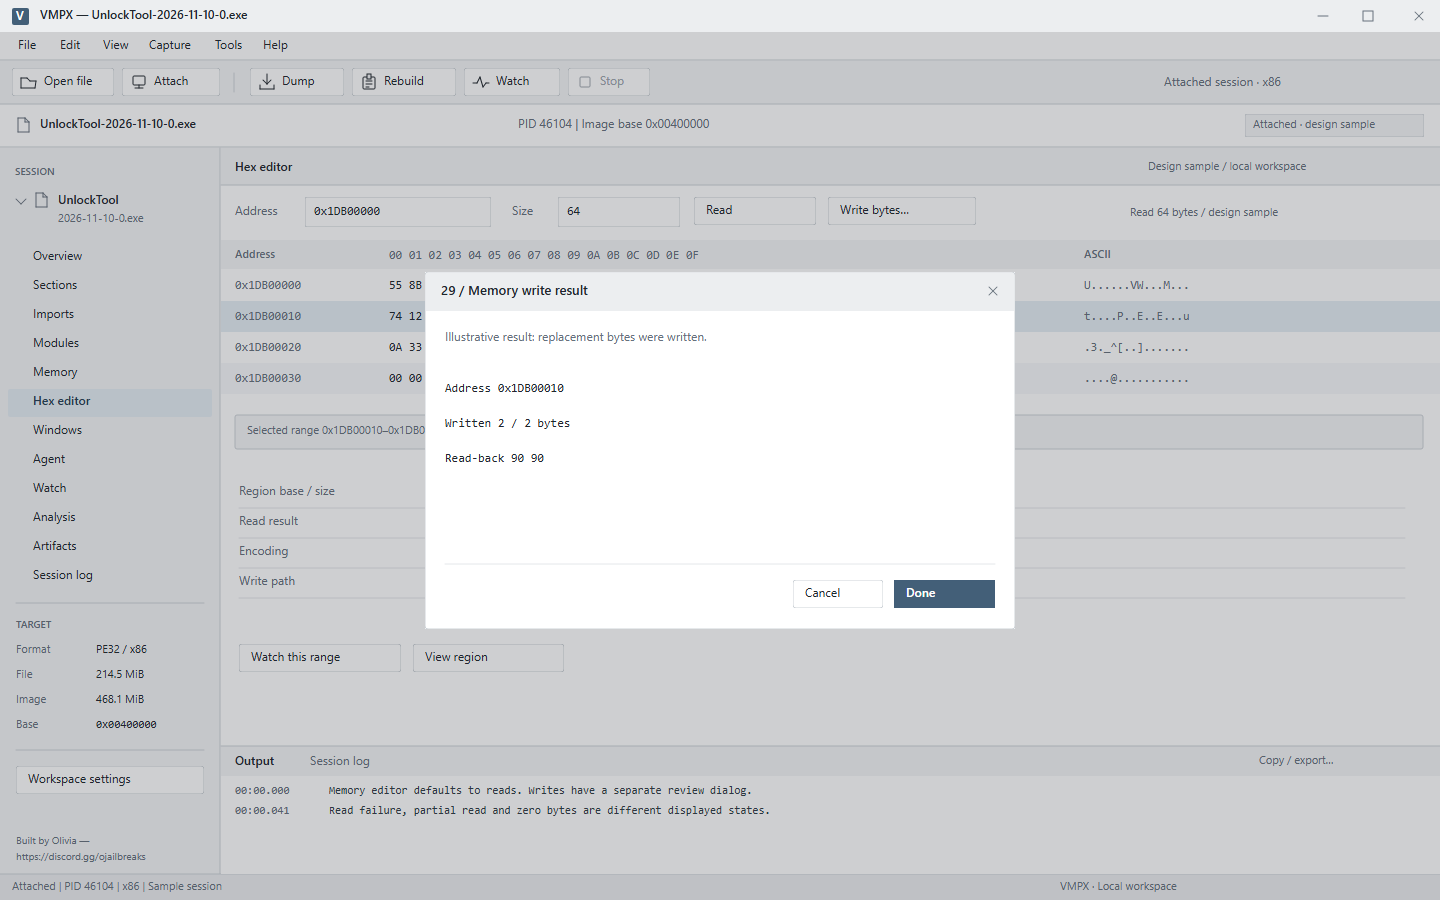 V VMPX — UnlockTool-2026-11-10-0.exe
File Edit View Capture Tools Help
Open file Attach Dump Rebuild Watch Stop Attached session · x86
UnlockTool-2026-11-10-0.exe PID 46104 | Image base 0x00400000 Attached · design sample
SESSION
UnlockTool
2026-11-10-0.exe
Overview
Sections
Imports
Modules
Memory
Hex editor
Windows
Agent
Watch
Analysis
Artifacts
Session log
TARGET
Format PE32 / x86
File 214.5 MiB
Image 468.1 MiB
Base 0x00400000
Workspace settings
Built by Olivia —
https://discord.gg/ojailbreaks
Hex editor Design sample / local workspace
Address 0x1DB00000 Size 64 Read Write bytes... Read 64 bytes / design sample
Address 00 01 02 03 04 05 06 07 08 09 0A 0B 0C 0D 0E 0F ASCII
0x1DB00000 55 8B U......VW...M...
0x1DB00010 74 12 t....P..E..E...u
0x1DB00020 0A 33 .3._^[..].......
0x1DB00030 00 00 ....@...........
Selected range 0x1DB00010–0x1DB0
Region base / size
Read result
Encoding
Write path
Watch this range View region
29 / Memory write result
Illustrative result: replacement bytes were written.
Address 0x1DB00010
Written 2 / 2 bytes
Read-back 90 90
Cancel Done
Output Session log Copy / export...
00:00.000 Memory editor defaults to reads. Writes have a separate review dialog.
00:00.041 Read failure, partial read and zero bytes are different displayed states.
Attached | PID 46104 | x86 | Sample session VMPX · Local workspace